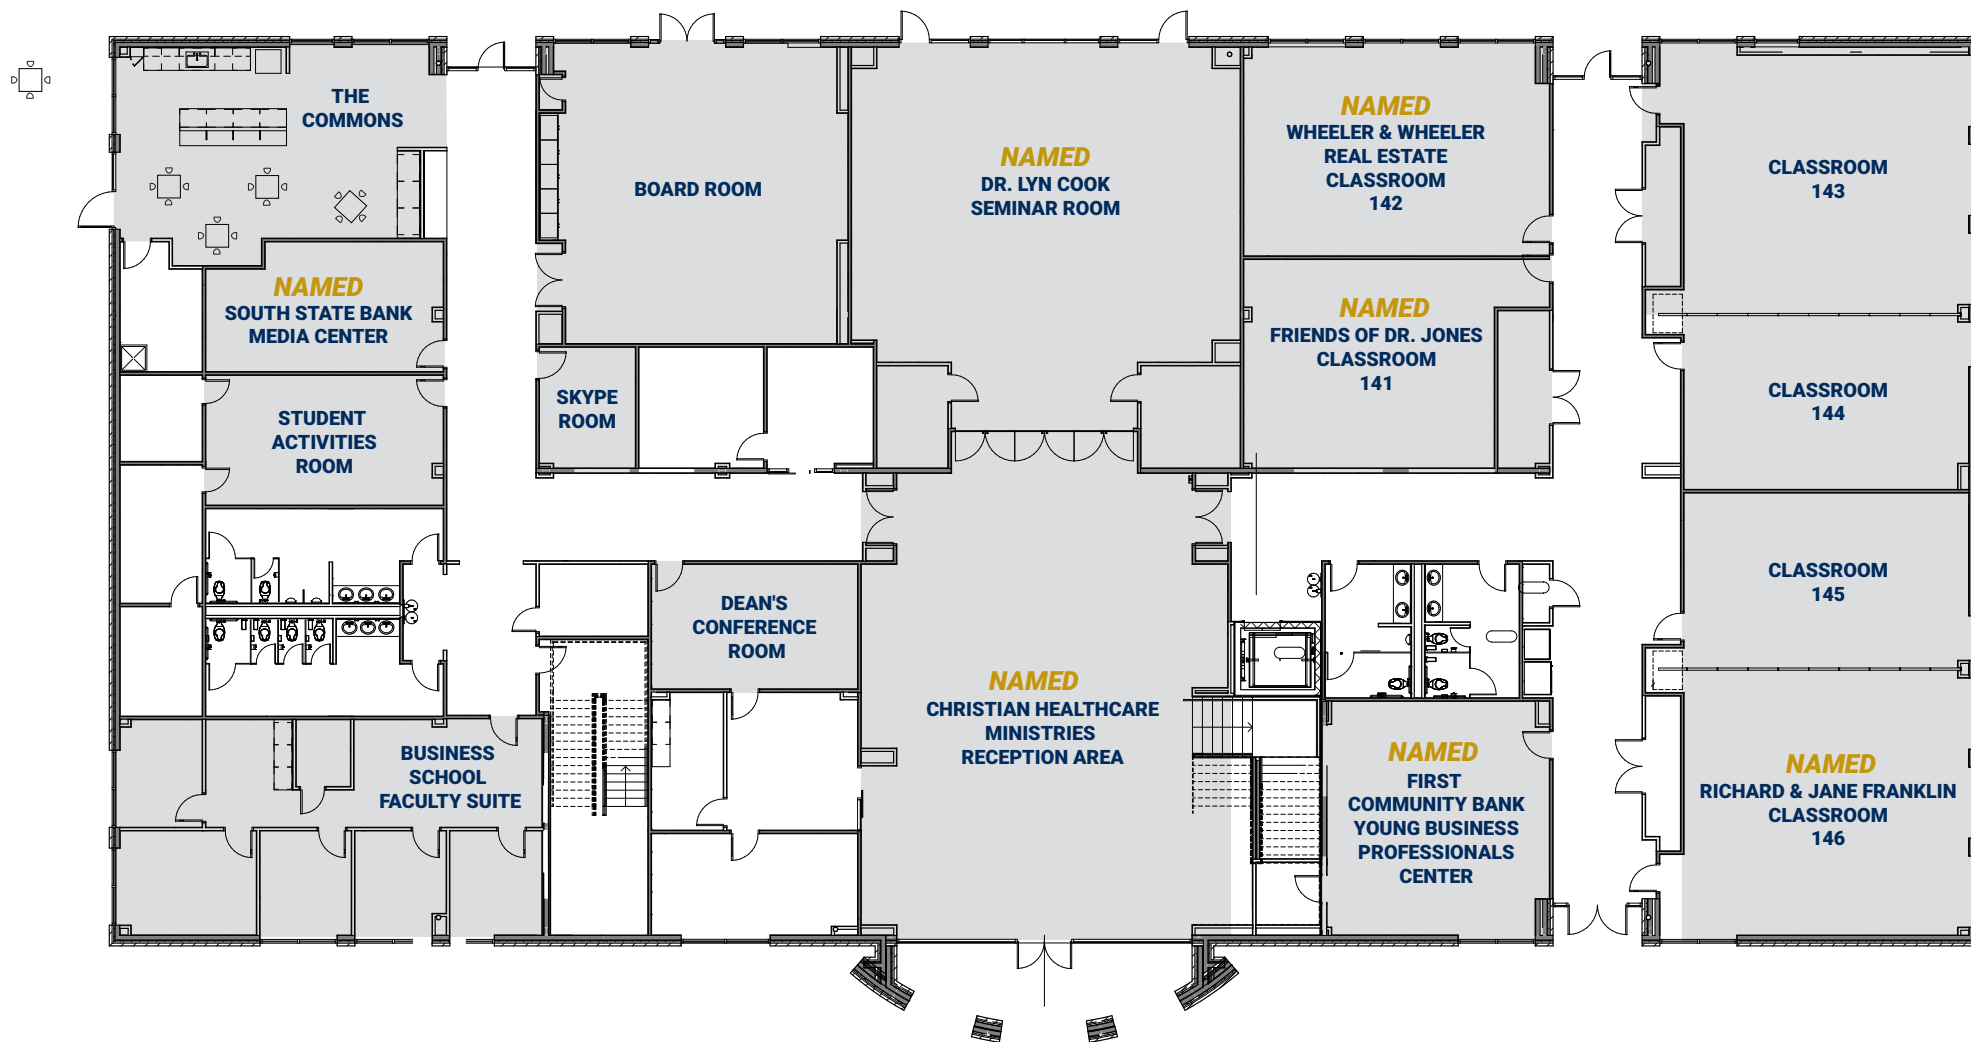 THE
COMMONS
BOARD ROOM
NAMED
DR. LYN COOK
SEMINAR ROOM
NAMED
WHEELER & WHEELER
REAL ESTATE
CLASSROOM
142
CLASSROOM
143
NAMED
SOUTH STATE BANK
MEDIA CENTER
NAMED
FRIENDS OF DR. JONES
CLASSROOM
141
SKYPE
ROOM
CLASSROOM
144
STUDENT
ACTIVITIES
ROOM
CLASSROOM
145
DEAN'S
CONFERENCE
ROOM
NAMED
CHRISTIAN HEALTHCARE
MINISTRIES
RECEPTION AREA
BUSINESS
SCHOOL
FACULTY SUITE
NAMED
FIRST
COMMUNITY BANK
YOUNG BUSINESS
PROFESSIONALS
CENTER
NAMED
RICHARD & JANE FRANKLIN
CLASSROOM
146